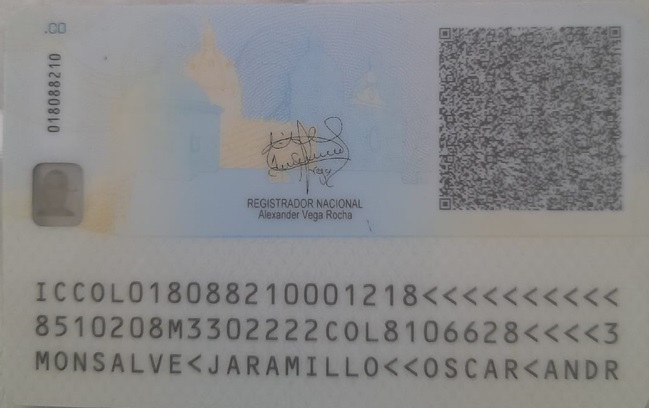 .CO
018088210
REGISTRADOR NACIONAL
Alexander Vega Rocha
ICCOL018088210001218<<<<<<<<<<
8510208M3302222COL8106628<<<<3
MONSALVE<JARAMILLO<<OSCAR<ANDR